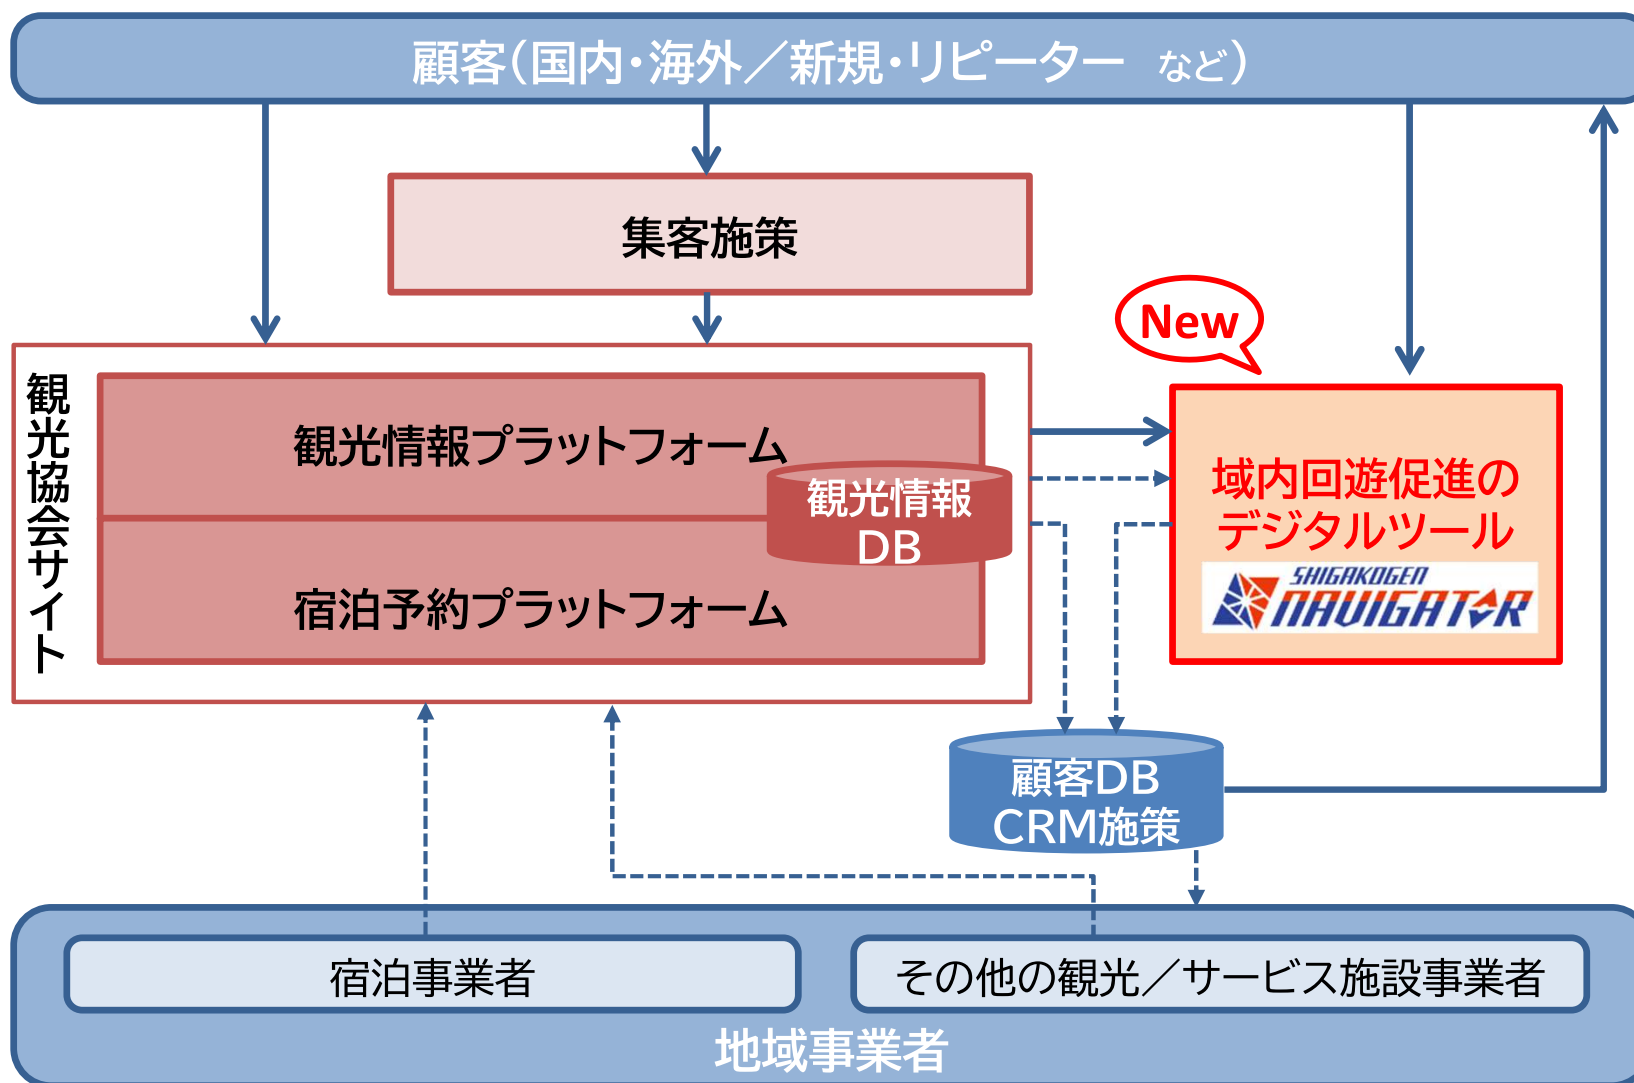 顧客（国内・海外／新規・リピーター　など）
集客施策
New
観光協会サイト
観光情報プラットフォーム
観光情報
DB
宿泊予約プラットフォーム
域内回遊促進の
デジタルツール
SHIGAKOGEN
NAVIGATOR
顧客DB
CRM施策
宿泊事業者
その他の観光／サービス施設事業者
地域事業者